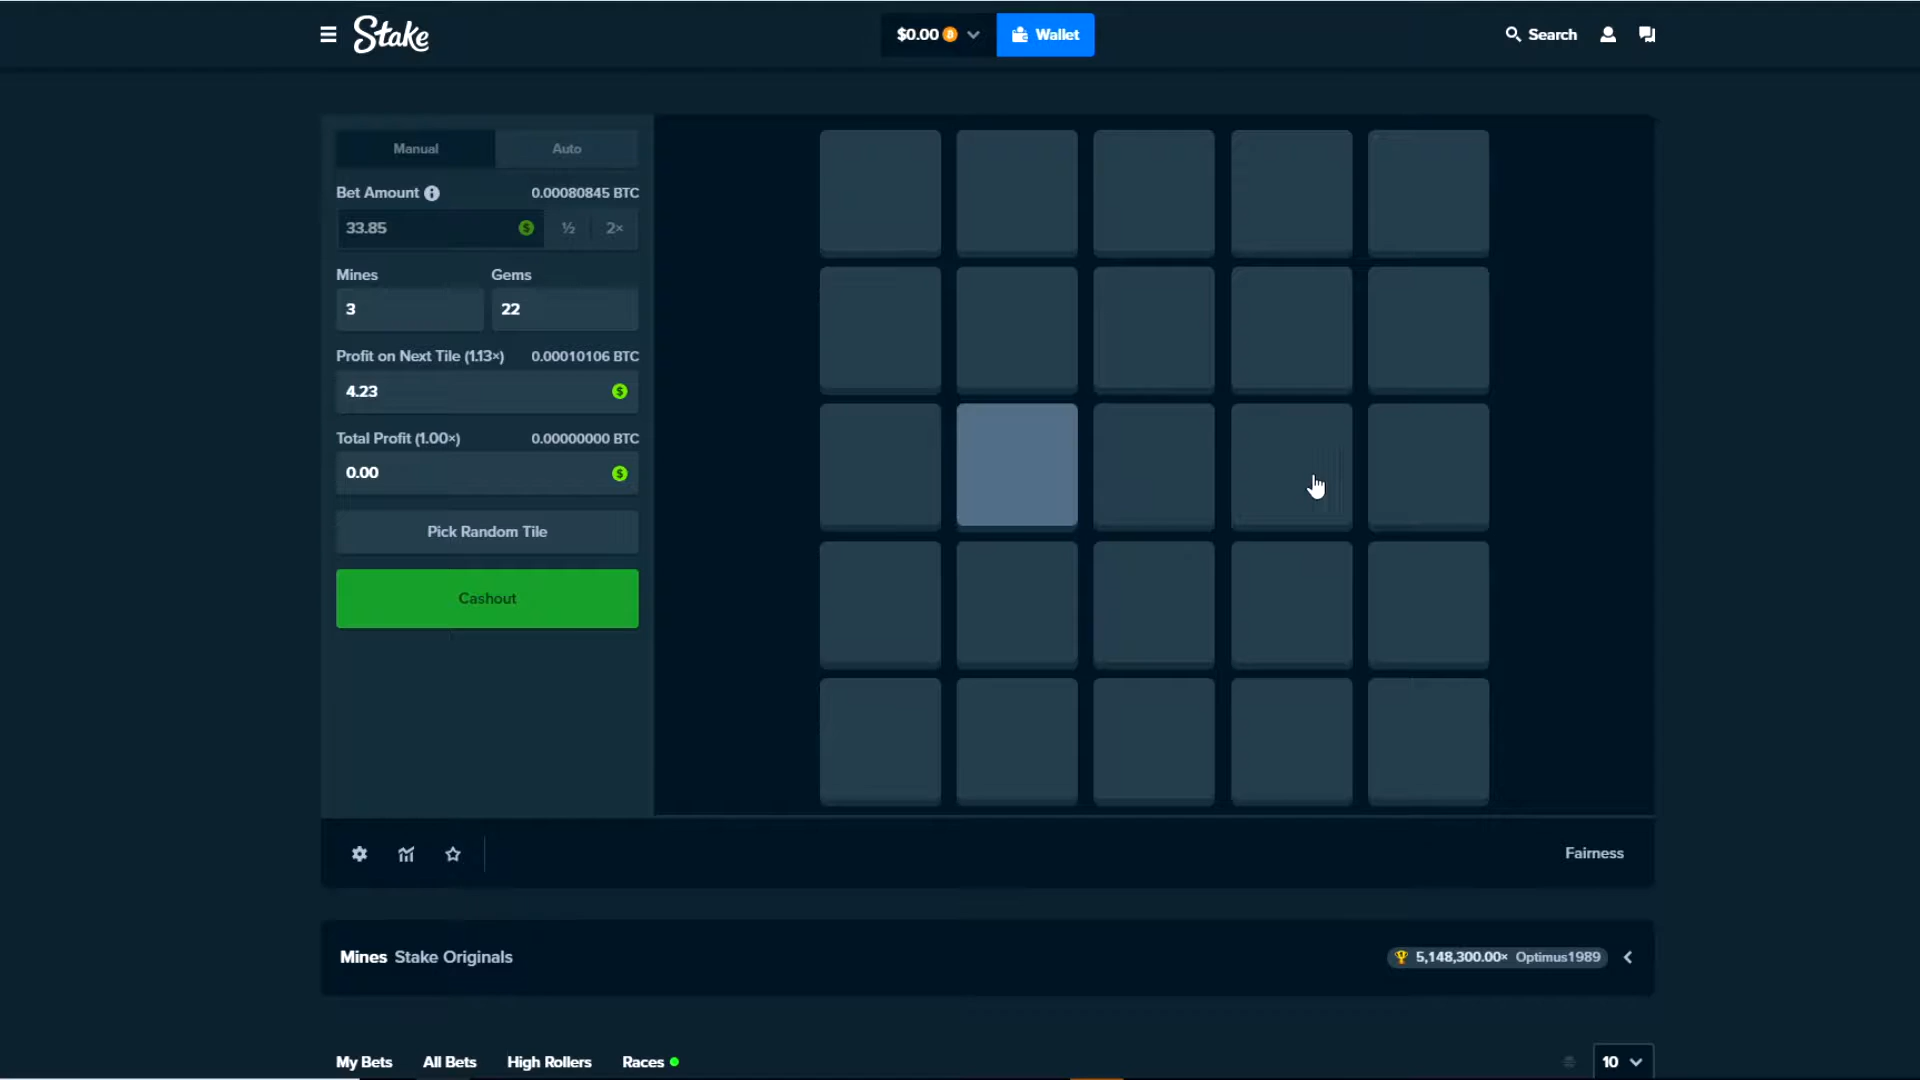 Stake
$0.00
Wallet
Search
Manual
Auto
Bet Amount
0.00080845 BTC
33.85
½
2×
Mines
Gems
3
22
Profit on Next Tile (1.13×)
0.00010106 BTC
4.23
Total Profit (1.00×)
0.00000000 BTC
0.00
Pick Random Tile
Cashout
Fairness
Mines Stake Originals
5,148,300.00× Optimus1989
My Bets
All Bets
High Rollers
Races
10